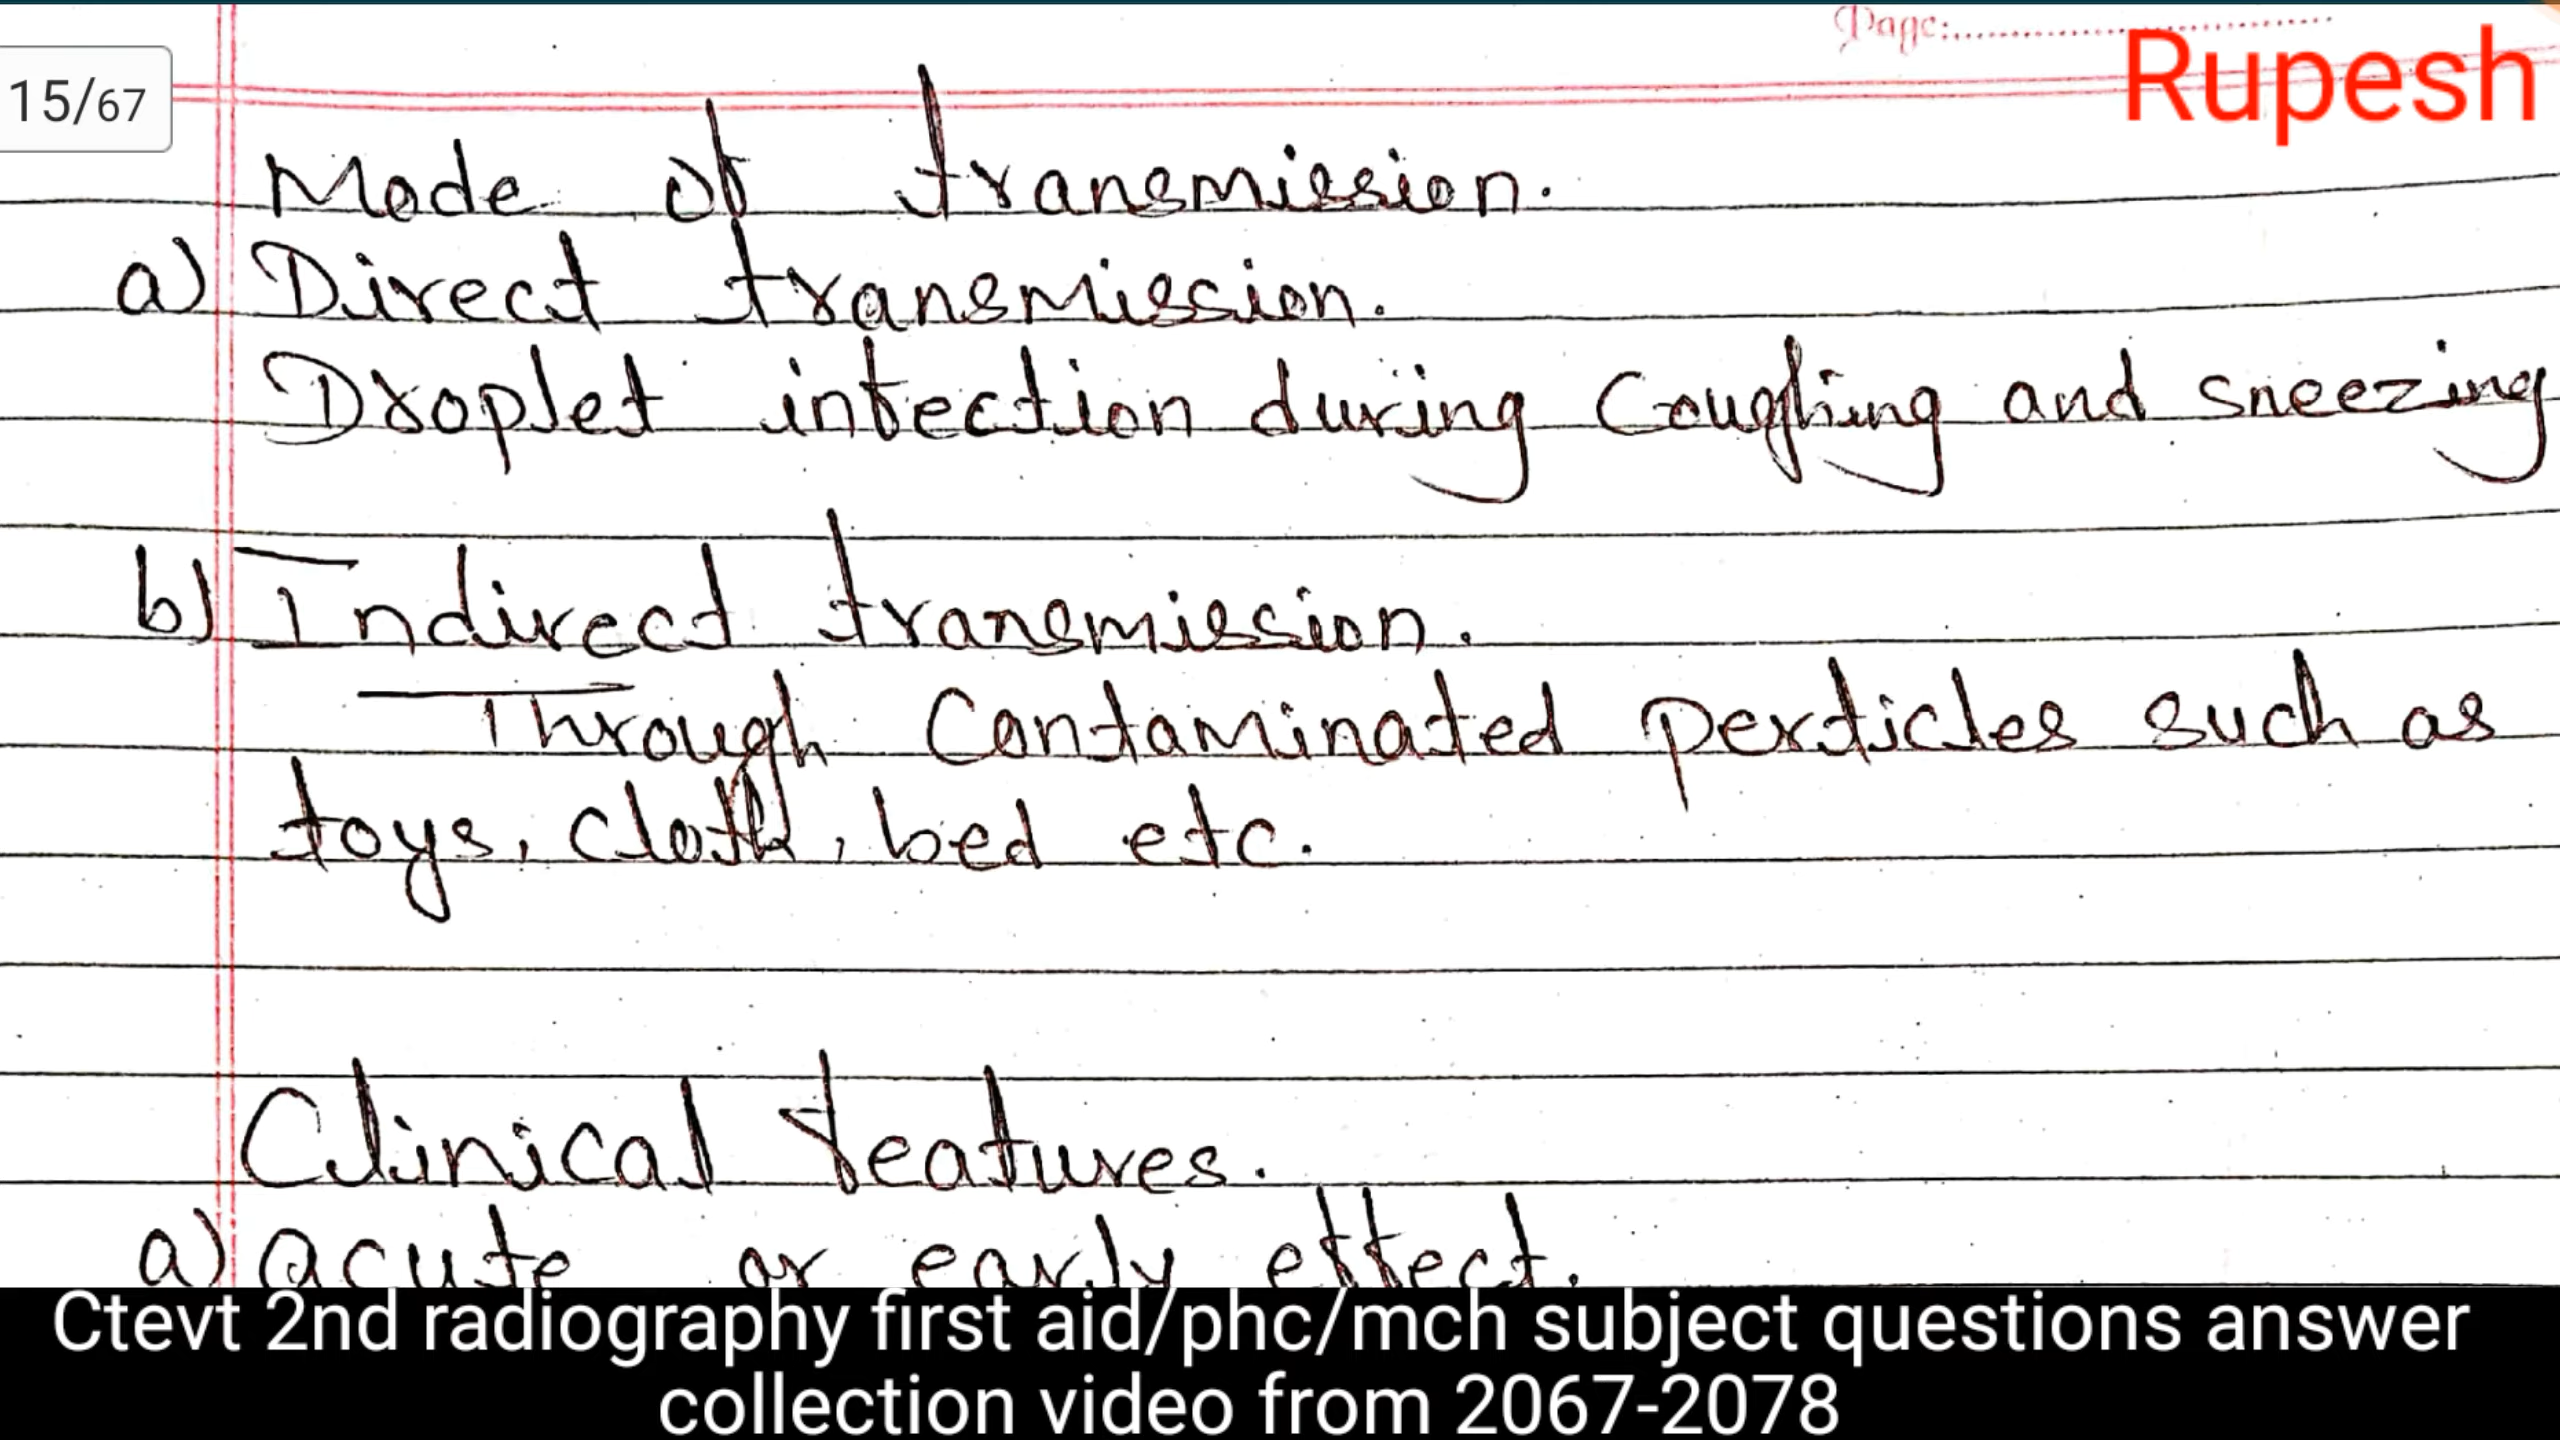 Page:
Rupesh
15/67
Mode of transmission.
a) Direct transmission.
Droplet infection during Coughing and sneezing
b) Indirect transmission.
Through Contaminated perticles such as
toys, cloth, bed etc.
Clinical features.
a) acute or early effect.
Ctevt 2nd radiography first aid/phc/mch subject questions answer
collection video from 2067-2078